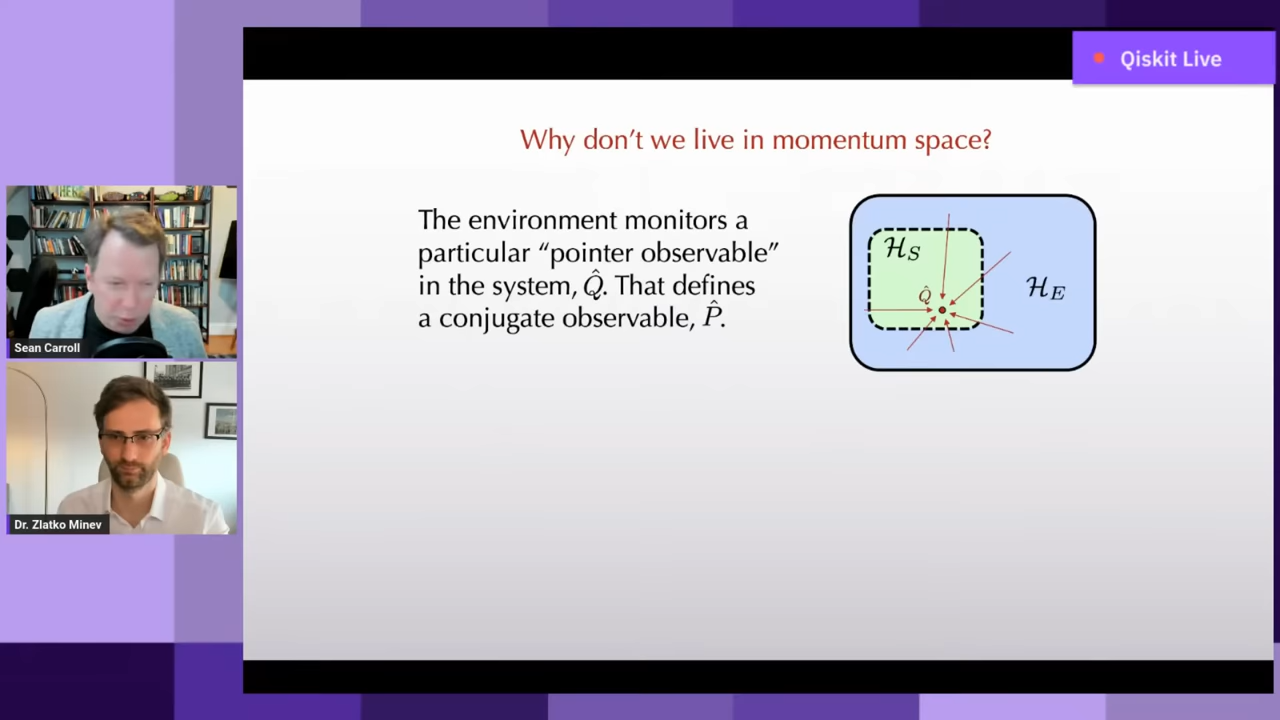 Qiskit Live
Why don't we live in momentum space?
The environment monitors a
particular “pointer observable”
in the system, Q̂. That defines
a conjugate observable, P̂.
ℋ_S
Q̂
ℋ_E
HERE
Sean Carroll
Dr. Zlatko Minev